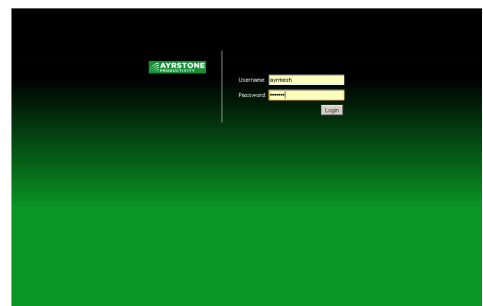 AYRSTONE
PRODUCTIVITY
Username: ayrmesh
Password: •••••••
Login